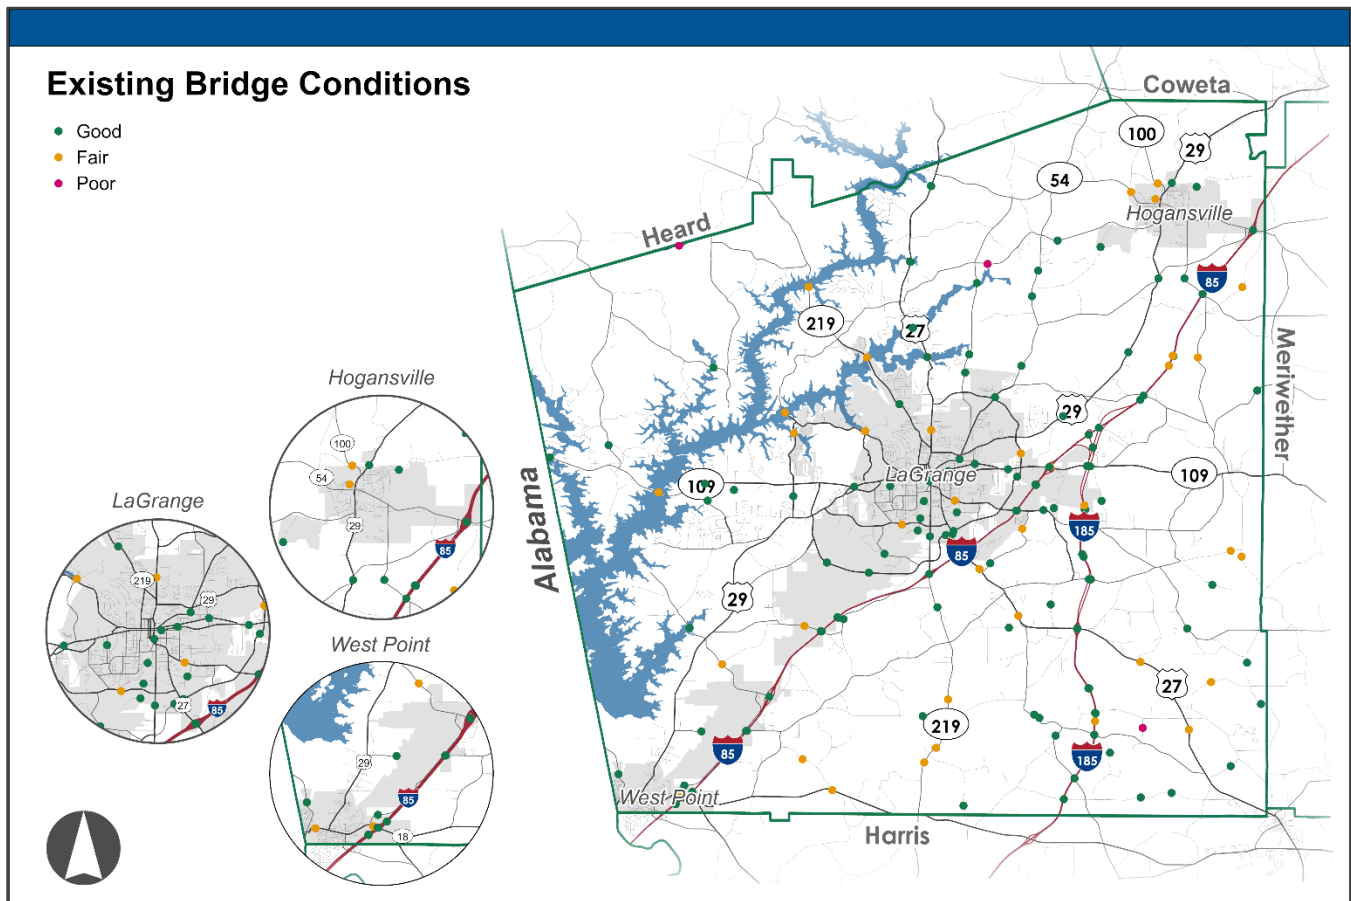 Existing Bridge Conditions
Good
Fair
Poor
Coweta
100
29
54
Hogansville
Heard
85
219
27
Meriwether
Hogansville
100
54
29
85
29
LaGrange
109
109
LaGrange
219
29
27
85
Alabama
185
85
29
West Point
29
85
18
27
219
85
185
West Point
Harris